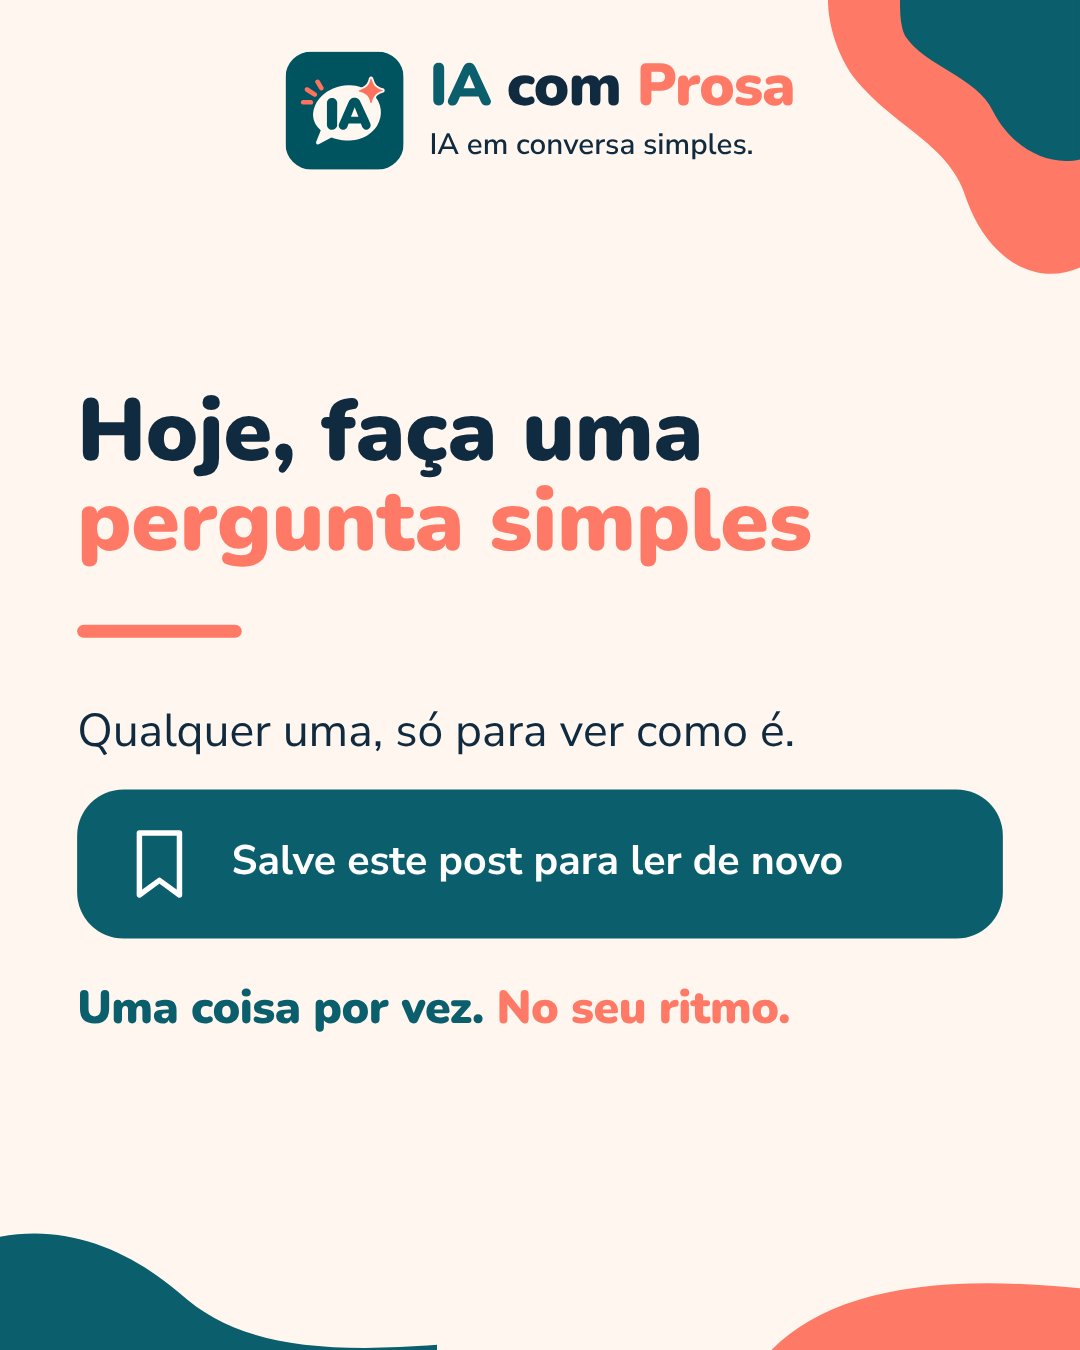 IA
IA com Prosa
IA em conversa simples.
Hoje, faça uma
pergunta simples
Qualquer uma, só para ver como é.
Salve este post para ler de novo
Uma coisa por vez. No seu ritmo.